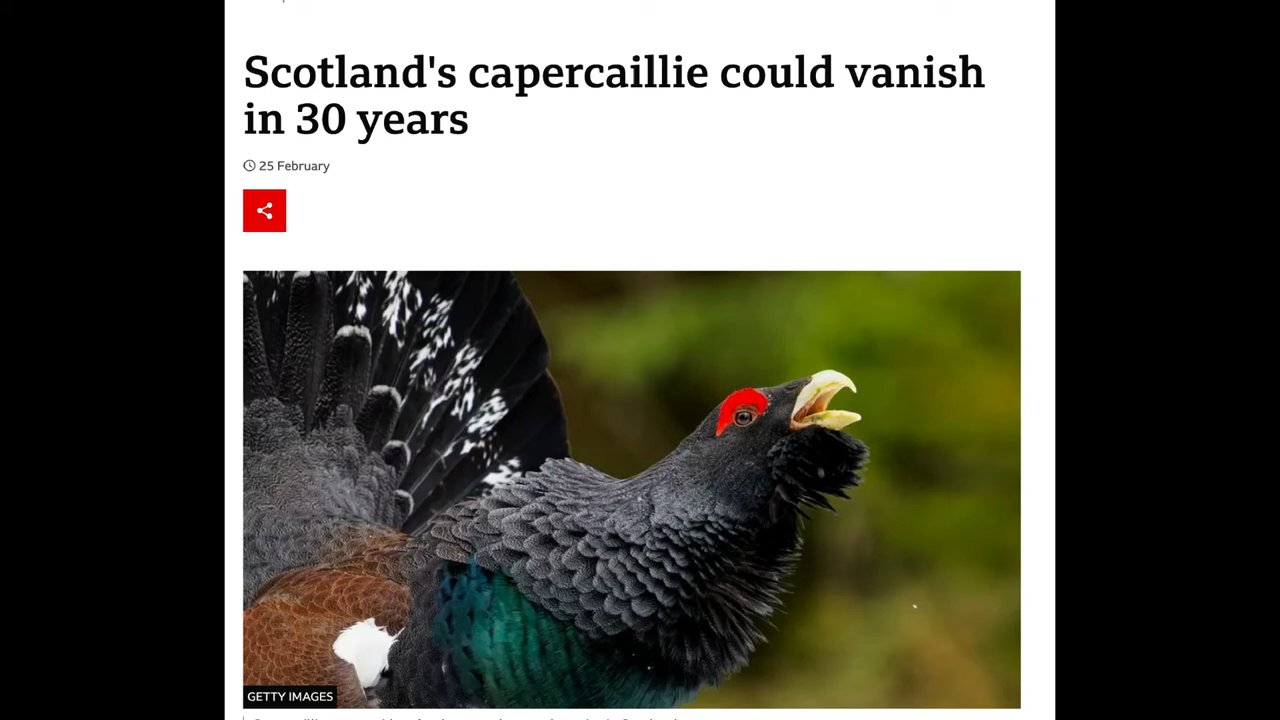 Scotland's capercaillie could vanish
in 30 years
25 February
GETTY IMAGES